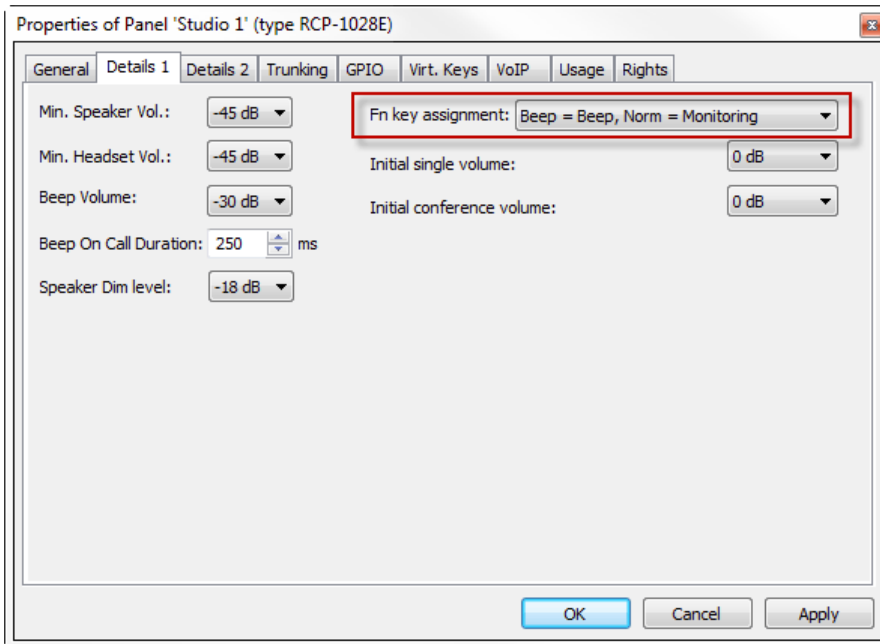 Properties of Panel 'Studio 1' (type RCP-1028E)
General Details 1 Details 2 Trunking GPIO Virt. Keys VoIP Usage Rights
Min. Speaker Vol.: -45 dB
Fn key assignment: Beep = Beep, Norm = Monitoring
Min. Headset Vol.: -45 dB
Initial single volume: 0 dB
Beep Volume: -30 dB
Initial conference volume: 0 dB
Beep On Call Duration: 250 ms
Speaker Dim level: -18 dB
OK Cancel Apply